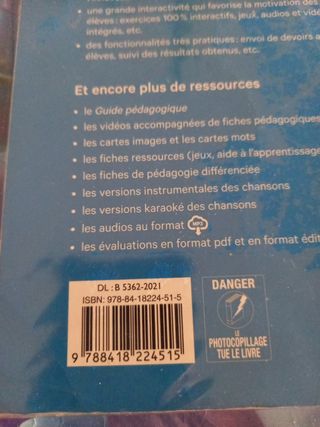 • une grande interactivité qui favorise la motivation des
élèves : exercices 100 % interactifs, jeux, audios et vidé
intégrés, etc.
• des fonctionnalités très pratiques : envoi de devoirs a
élèves, suivi des résultats obtenus, etc.
Et encore plus de ressources
• le Guide pédagogique
• les vidéos accompagnées de fiches pédagogiques
• les cartes images et les cartes mots
• les fiches ressources (jeux, aide à l'apprentissage
• les fiches de pédagogie différenciée
• les versions instrumentales des chansons
• les versions karaoké des chansons
• les audios au format MP3
• les évaluations en format pdf et en format édit
DL : B 5362-2021
ISBN: 978-84-18224-51-5
9 788418 224515
DANGER
LE
PHOTOCOPILLAGE
TUE LE LIVRE